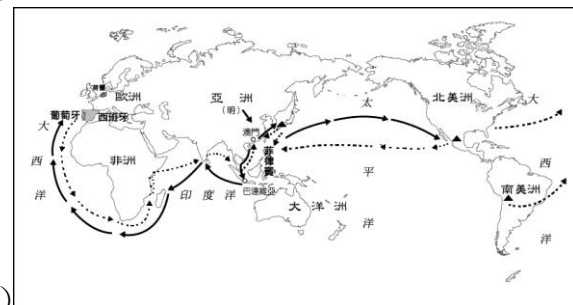 英國
歐洲
葡萄牙
西班牙
亞洲
(明)
澳門
菲律賓
巴達維亞
非洲
大西洋
印度洋
大洋洲
太平洋
北美洲
南美洲
大西洋
)